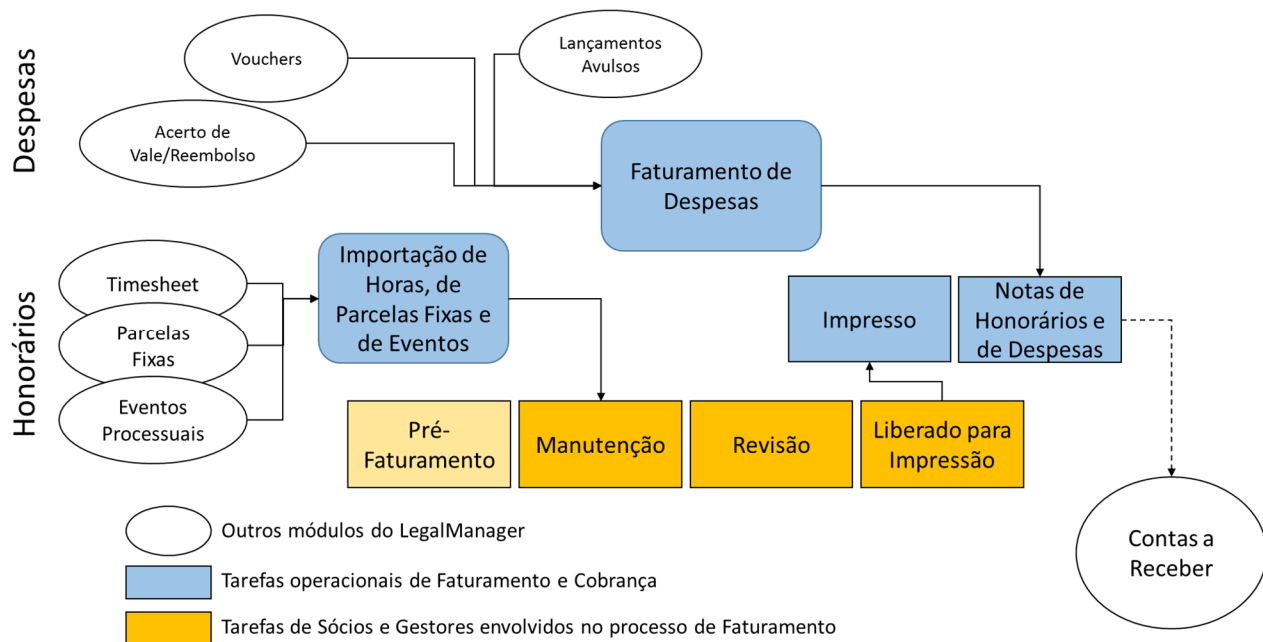 Despesas
Vouchers
Lançamentos
Avulsos
Acerto de
Vale/Reembolso
Faturamento de
Despesas
Honorários
Timesheet
Parcelas
Fixas
Eventos
Processuais
Importação de
Horas, de
Parcelas Fixas e
de Eventos
Impresso
Notas de
Honorários e
de Despesas
Pré-
Faturamento
Manutenção
Revisão
Liberado para
Impressão
Contas a
Receber
Outros módulos do LegalManager
Tarefas operacionais de Faturamento e Cobrança
Tarefas de Sócios e Gestores envolvidos no processo de Faturamento